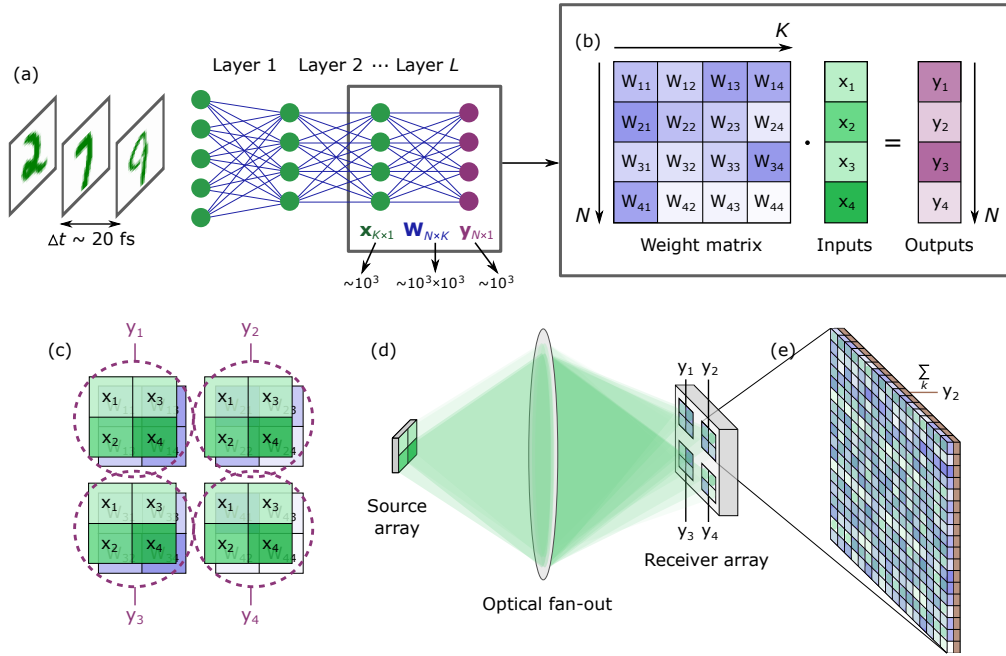 (a)
Layer 1 Layer 2 ··· Layer L
Δt ~ 20 fs
x_{K×1} W_{N×K} y_{N×1}
~10³ ~10³×10³ ~10³
(b)
K
N
W₁₁ W₁₂ W₁₃ W₁₄
W₂₁ W₂₂ W₂₃ W₂₄
W₃₁ W₃₂ W₃₃ W₃₄
W₄₁ W₄₂ W₄₃ W₄₄
·
x₁
x₂
x₃
x₄
=
y₁
y₂
y₃
y₄
N
Weight matrix Inputs Outputs
(c)
y₁ y₂
x₁ x₃ x₁ x₃
x₂ x₄ x₂ x₄
x₁ x₃ x₁ x₃
x₂ x₄ x₂ x₄
y₃ y₄
(d)
Source
array
Optical fan-out
y₁ y₂
y₃ y₄
Receiver array
(e)
∑
k
y₂